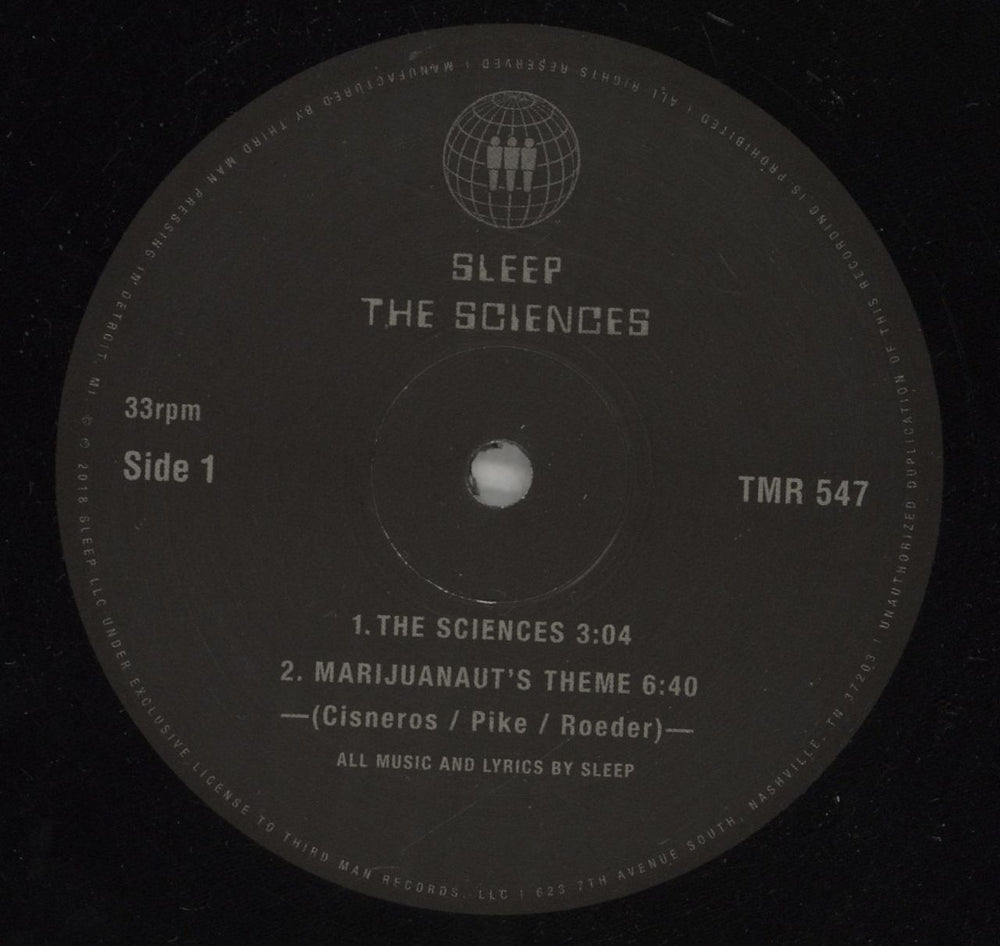 SLEEP
THE SCIENCES
33rpm
Side 1
TMR 547
1. THE SCIENCES 3:04
2. MARIJUANAUT'S THEME 6:40
—(Cisneros / Pike / Roeder)—
ALL MUSIC AND LYRICS BY SLEEP
℗ © 2018 SLEEP LLC UNDER EXCLUSIVE LICENSE TO THIRD MAN RECORDS, LLC | 623 7TH AVENUE SOUTH, NASHVILLE, TN 37203 | UNAUTHORIZED DUPLICATION OF THIS RECORDING IS PROHIBITED | ALL RIGHTS RESERVED | MANUFACTURED BY THIRD MAN PRESSING IN DETROIT, MI